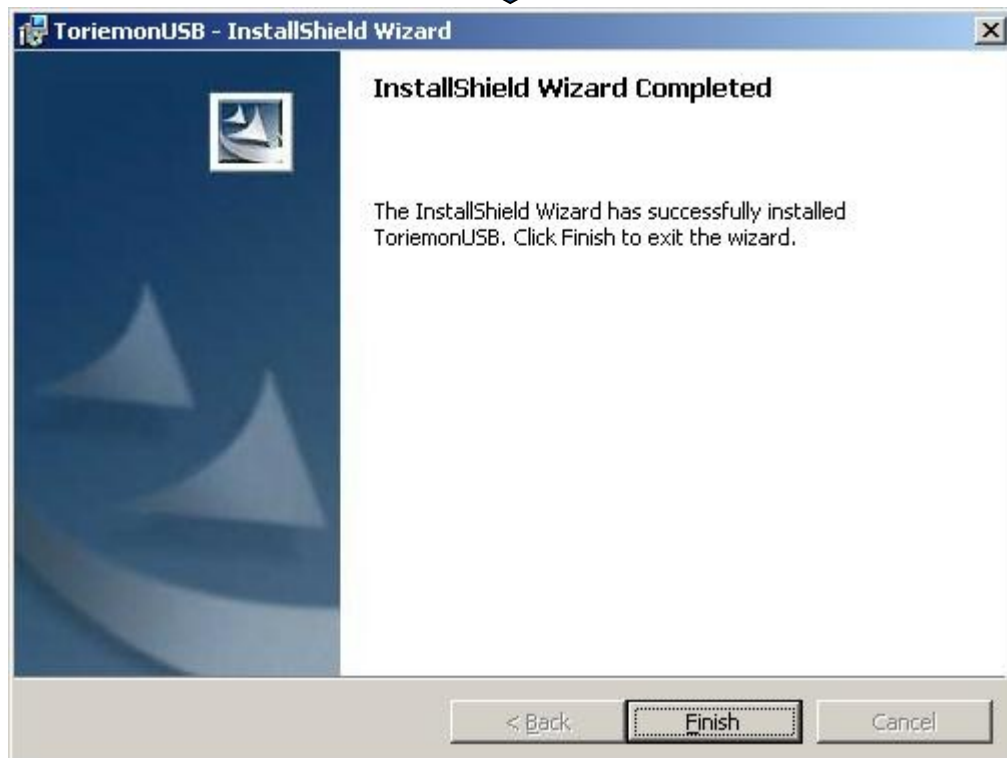 ToriemonUSB - InstallShield Wizard
InstallShield Wizard Completed
The InstallShield Wizard has successfully installed
ToriemonUSB. Click Finish to exit the wizard.
< Back
Finish
Cancel